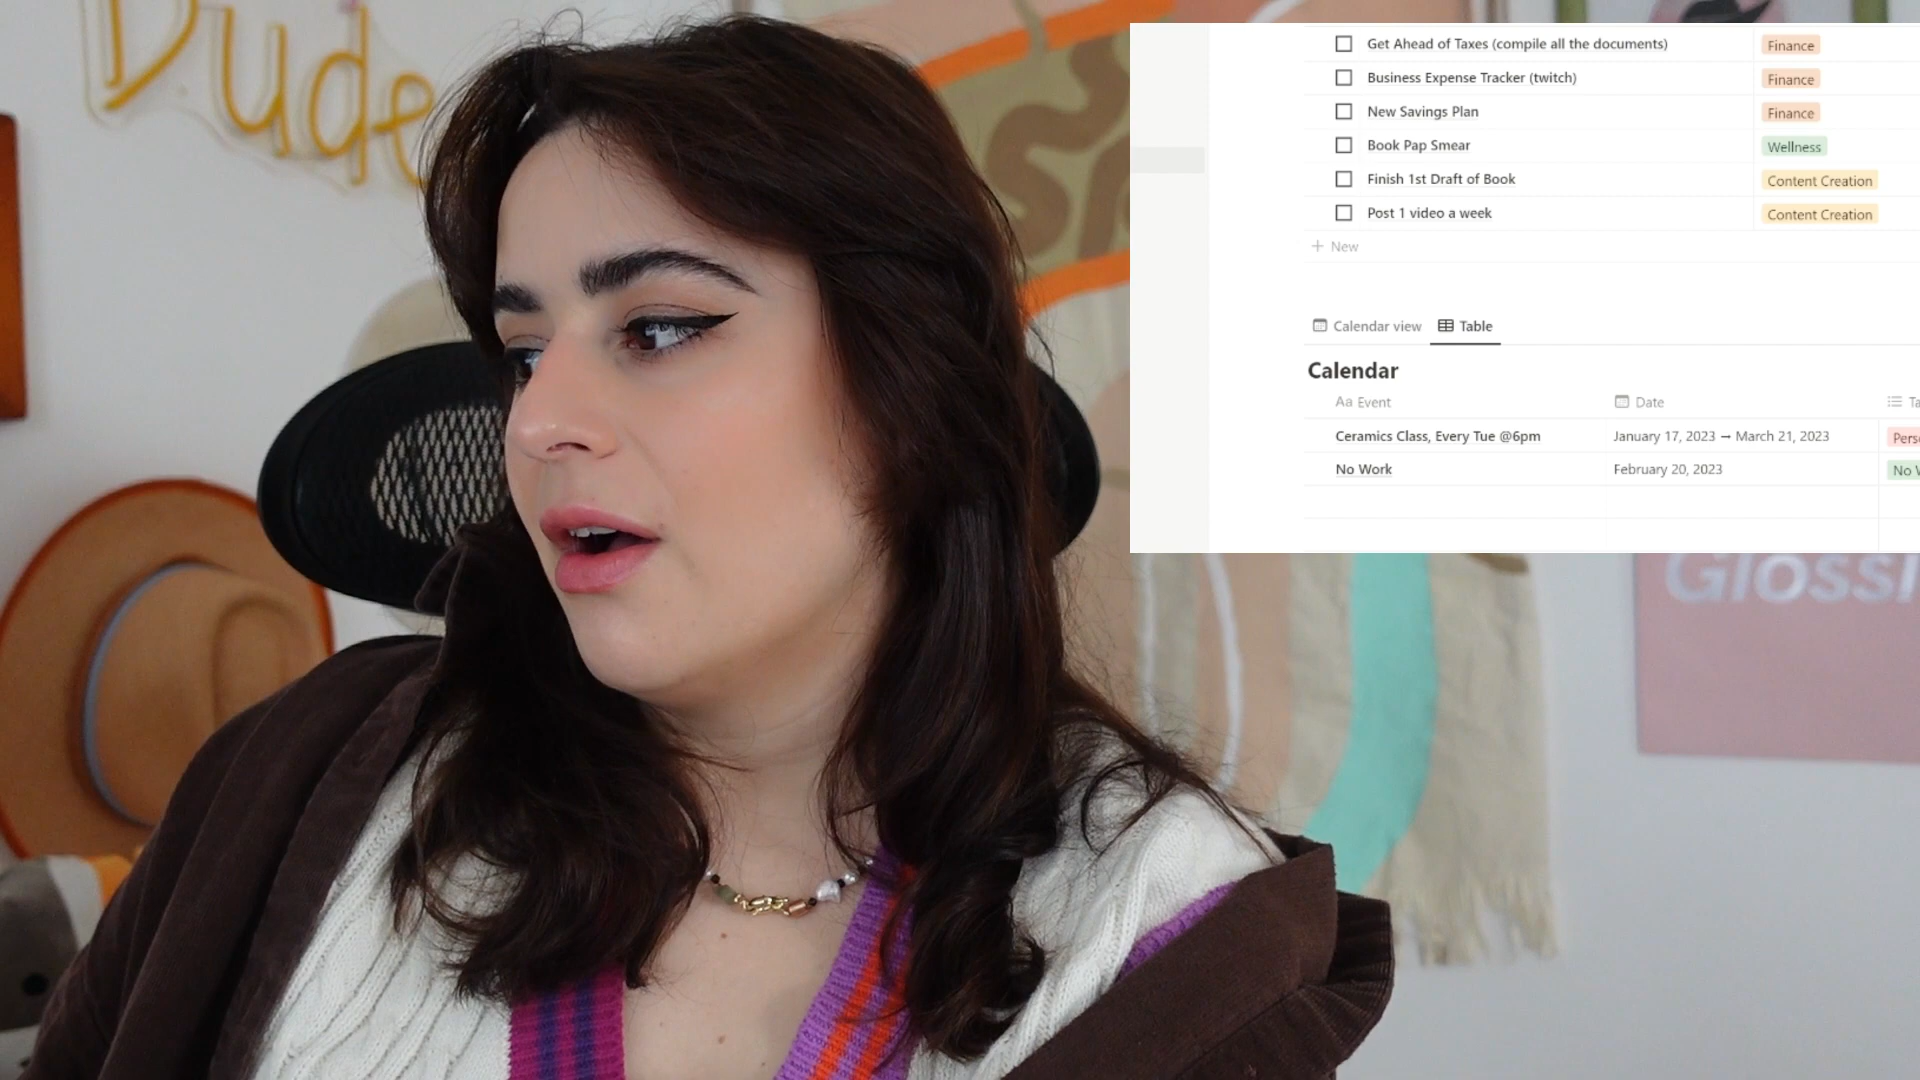 Dude
Get Ahead of Taxes (compile all the documents) Finance
Business Expense Tracker (twitch) Finance
New Savings Plan Finance
Book Pap Smear Wellness
Finish 1st Draft of Book Content Creation
Post 1 video a week Content Creation
+ New
Calendar view Table
Calendar
Aa Event Date
Ceramics Class, Every Tue @6pm January 17, 2023 → March 21, 2023
No Work February 20, 2023 No
Glossi